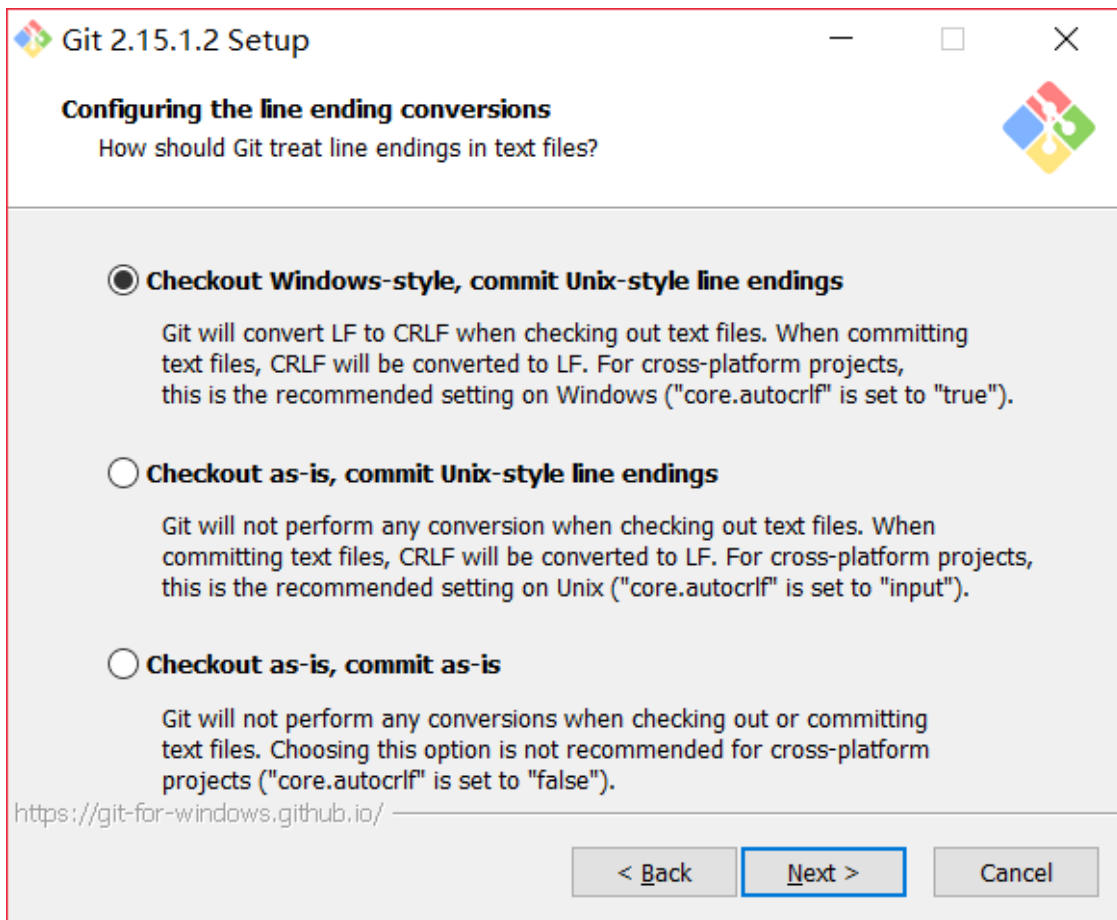 Git 2.15.1.2 Setup
Configuring the line ending conversions
How should Git treat line endings in text files?
Checkout Windows-style, commit Unix-style line endings
Git will convert LF to CRLF when checking out text files. When committing
text files, CRLF will be converted to LF. For cross-platform projects,
this is the recommended setting on Windows ("core.autocrlf" is set to "true").
Checkout as-is, commit Unix-style line endings
Git will not perform any conversion when checking out text files. When
committing text files, CRLF will be converted to LF. For cross-platform projects,
this is the recommended setting on Unix ("core.autocrlf" is set to "input").
Checkout as-is, commit as-is
Git will not perform any conversions when checking out or committing
text files. Choosing this option is not recommended for cross-platform
projects ("core.autocrlf" is set to "false").
https://git-for-windows.github.io/
< Back
Next >
Cancel